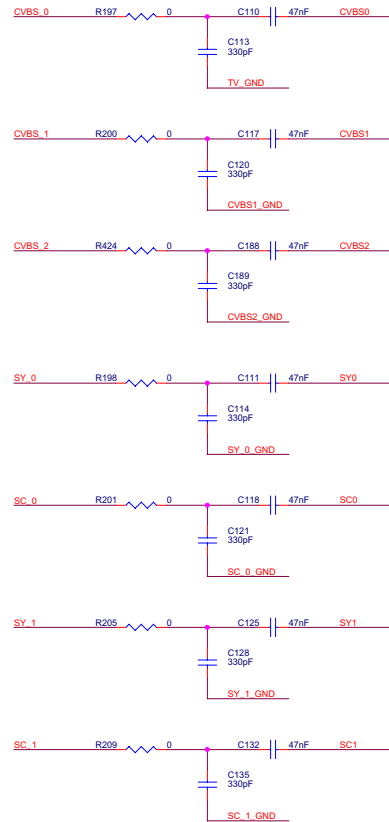 CVBS_0 R197 0 C110 47nF CVBS0
C113
330pF
TV_GND
CVBS_1 R200 0 C117 47nF CVBS1
C120
330pF
CVBS1_GND
CVBS_2 R424 0 C188 47nF CVBS2
C189
330pF
CVBS2_GND
SY_0 R198 0 C111 47nF SY0
C114
330pF
SY_0_GND
SC_0 R201 0 C118 47nF SC0
C121
330pF
SC_0_GND
SY_1 R205 0 C125 47nF SY1
C128
330pF
SY_1_GND
SC_1 R209 0 C132 47nF SC1
C135
330pF
SC_1_GND